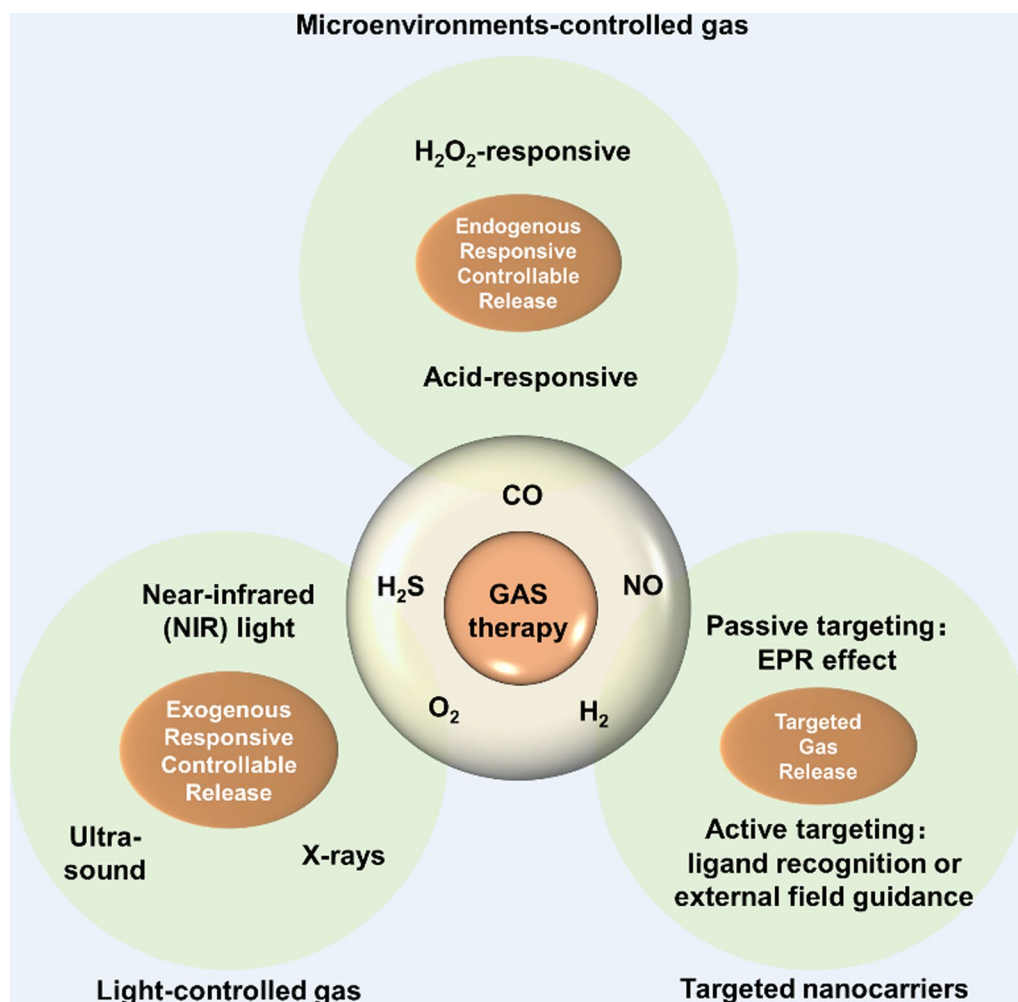 Microenvironments-controlled gas
H₂O₂-responsive
Endogenous
Responsive
Controllable
Release
Acid-responsive
CO
H₂S
NO
GAS
therapy
O₂
H₂
Near-infrared
(NIR) light
Exogenous
Responsive
Controllable
Release
Ultra-
sound
X-rays
Light-controlled gas
Passive targeting：
EPR effect
Targeted
Gas
Release
Active targeting：
ligand recognition or
external field guidance
Targeted nanocarriers